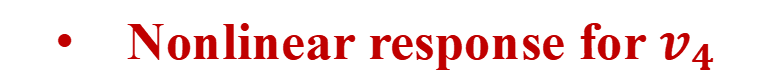 • Nonlinear response for 𝒗₄